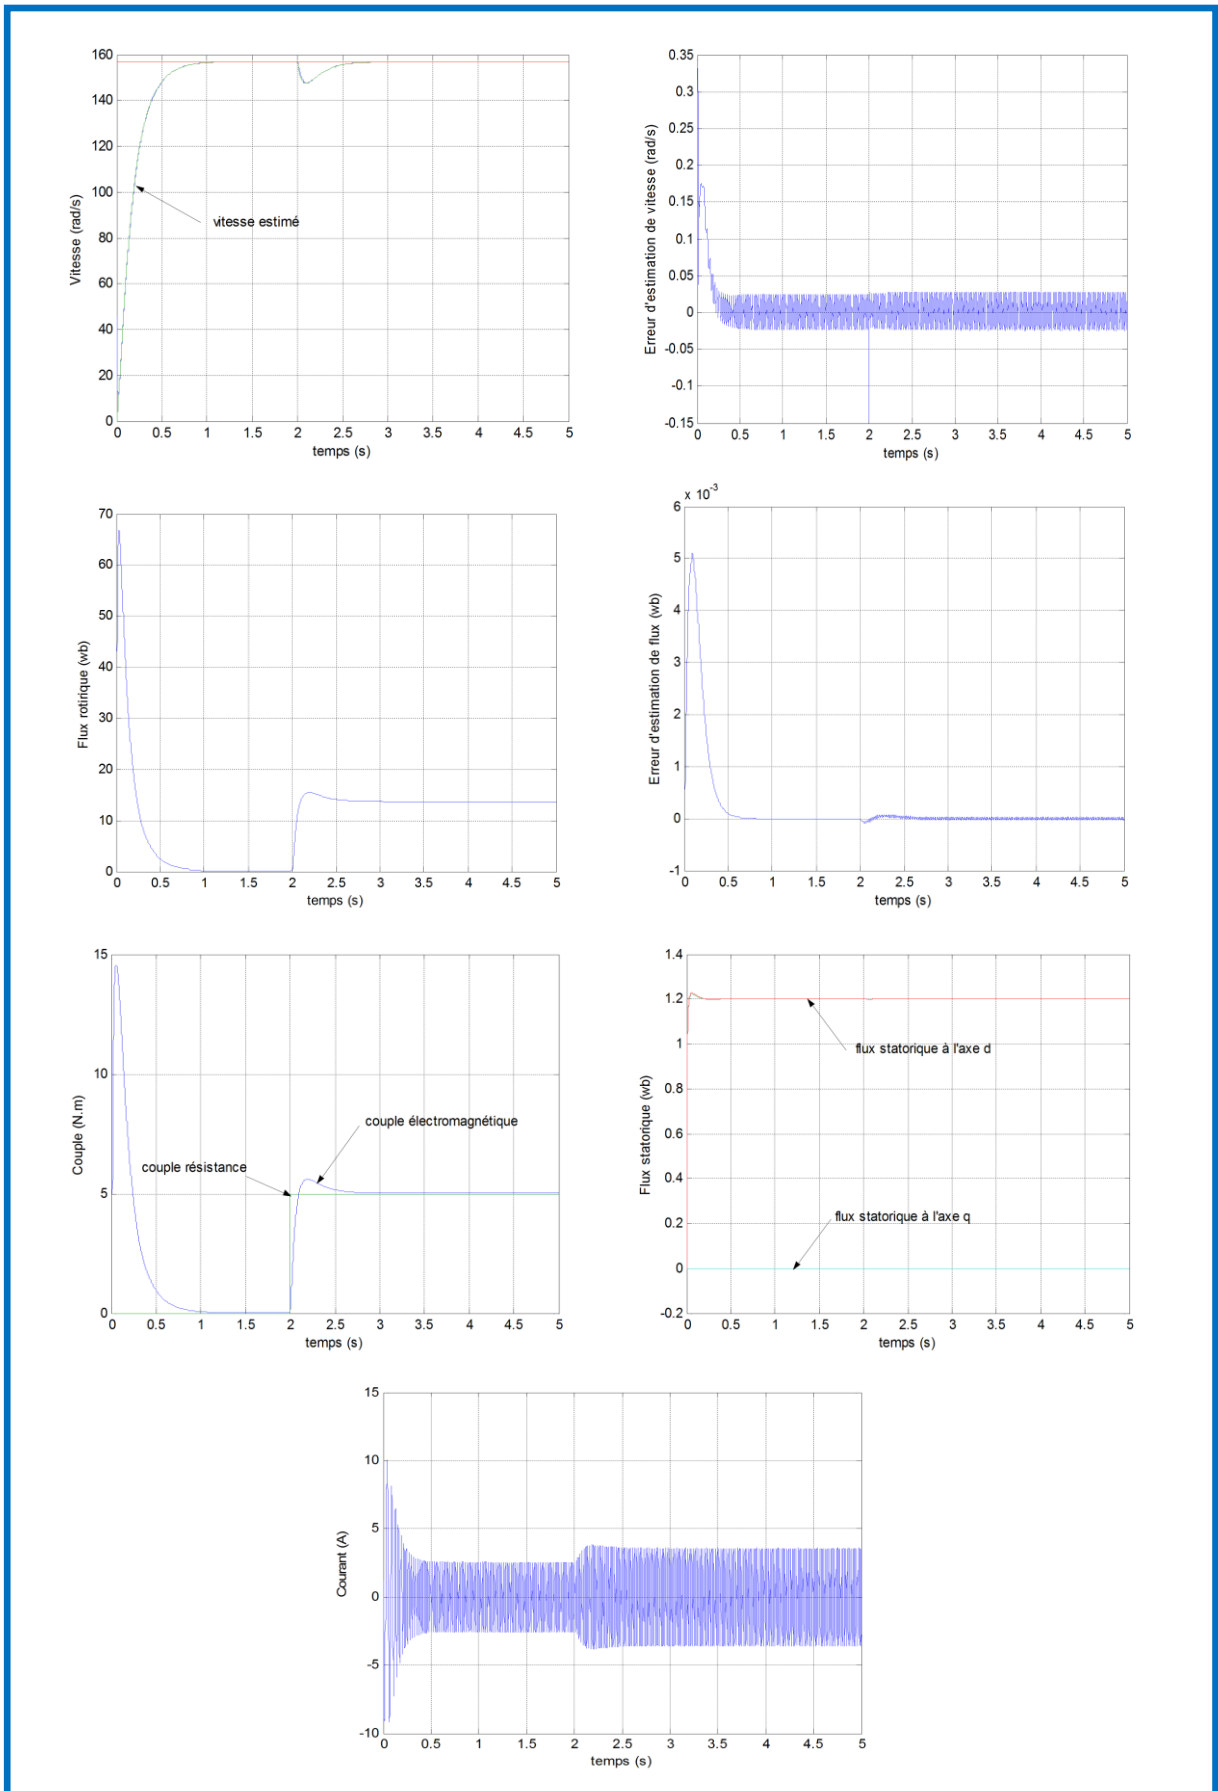 160
140
120
100
80
60
40
20
0
Vitesse (rad/s)
vitesse estimé
0 0.5 1 1.5 2 2.5 3 3.5 4 4.5 5
temps (s)
0.35
0.3
0.25
0.2
0.15
0.1
0.05
0
-0.05
-0.1
-0.15
Erreur d'estimation de vitesse (rad/s)
0 0.5 1 1.5 2 2.5 3 3.5 4 4.5 5
temps (s)
70
60
50
40
30
20
10
0
Flux rotirique (wb)
0 0.5 1 1.5 2 2.5 3 3.5 4 4.5 5
temps (s)
x 10⁻³
6
5
4
3
2
1
0
-1
Erreur d'estimation de flux (wb)
0 0.5 1 1.5 2 2.5 3 3.5 4 4.5 5
temps (s)
15
10
5
0
Couple (N.m)
couple électromagnétique
couple résistance
0 0.5 1 1.5 2 2.5 3 3.5 4 4.5 5
temps (s)
1.4
1.2
1
0.8
0.6
0.4
0.2
0
-0.2
Flux statorique (wb)
flux statorique à l'axe d
flux statorique à l'axe q
0 0.5 1 1.5 2 2.5 3 3.5 4 4.5 5
temps (s)
15
10
5
0
-5
-10
Courant (A)
0 0.5 1 1.5 2 2.5 3 3.5 4 4.5 5
temps (s)